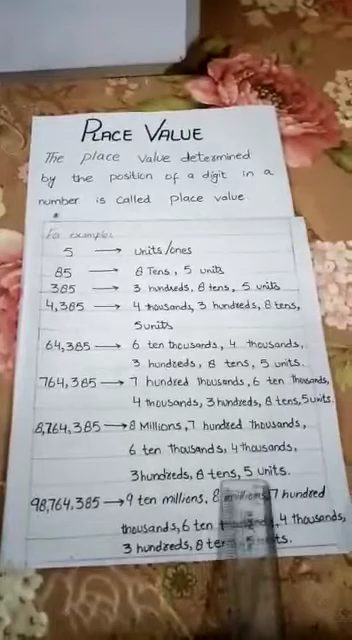 PLACE VALUE
The place value determined
by the position of a digit in a
number is called place value
For example:
5 → units/ones
85 → 8 Tens, 5 units
385 → 3 hundreds, 8 tens, 5 units
4,385 → 4 thousands, 3 hundreds, 8 tens,
5 units
64,385 → 6 ten thousands, 4 thousands,
3 hundreds, 8 tens, 5 units.
764,385 → 7 hundred thousands, 6 ten thousands,
4 thousands, 3 hundreds, 8 tens, 5 units.
8,764,385 → 8 Millions, 7 hundred thousands,
6 ten thousands, 4 thousands,
3 hundreds, 8 tens, 5 units.
98,764,385 → 9 ten millions, 8 millions, 7 hundred
thousands, 6 ten thousands, 4 thousands,
3 hundreds, 8